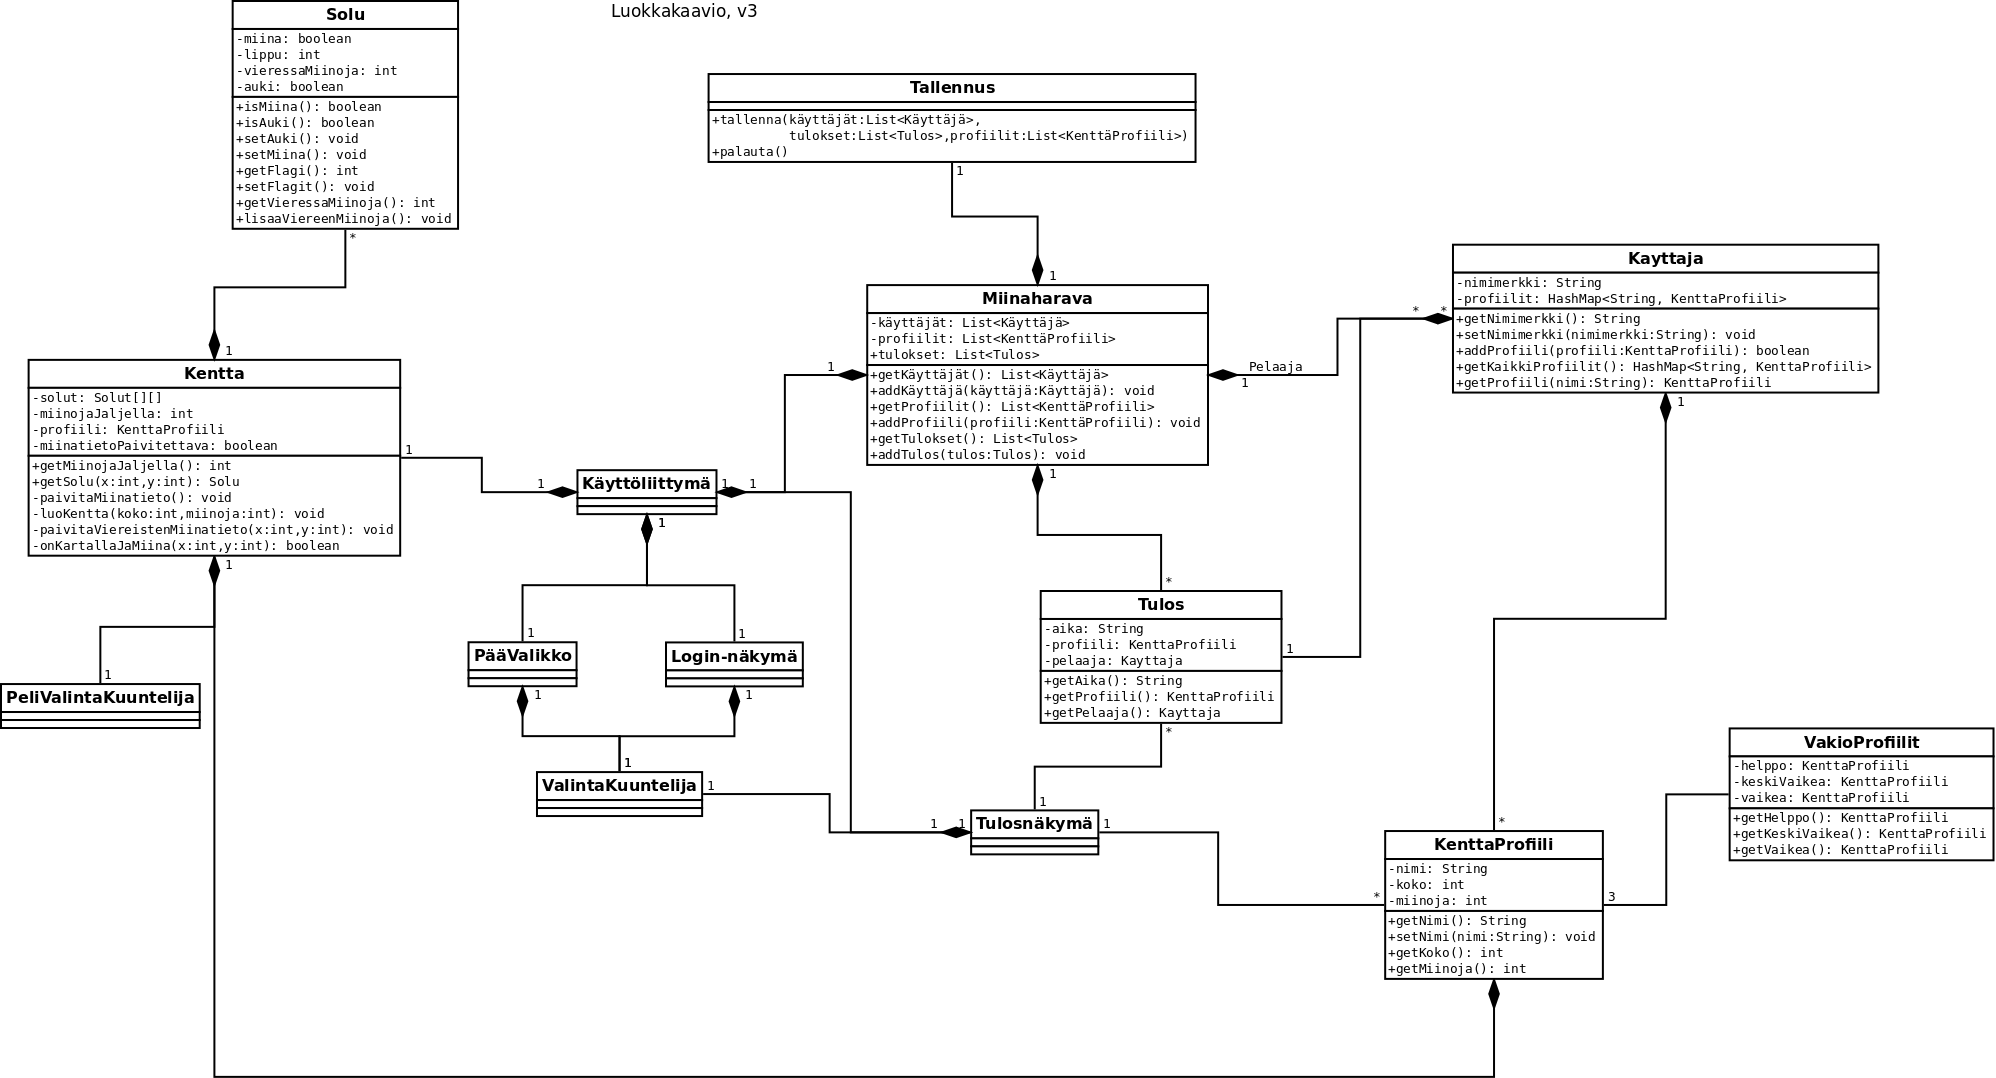 Luokkakaavio, v3
Solu
-miina: boolean
-lippu: int
-vieressaMiinoja: int
-auki: boolean
+isMiina(): boolean
+isAuki(): boolean
+setAuki(): void
+setMiina(): void
+getFlagi(): int
+setFlagit(): void
+getVieressaMiinoja(): int
+lisaaViereenMiinoja(): void
*
1
Tallennus
+tallenna(käyttäjät:List<Käyttäjä>,
tulokset:List<Tulos>,profiilit:List<KenttäProfiili>)
+palauta()
1
1
Miinaharava
-käyttäjät: List<Käyttäjä>
-profiilit: List<KenttäProfiili>
+tulokset: List<Tulos>
+getKäyttäjät(): List<Käyttäjä>
+addKäyttäjä(käyttäjä:Käyttäjä): void
+getProfiilit(): List<KenttäProfiili>
+addProfiili(profiili:KenttäProfiili): void
+getTulokset(): List<Tulos>
+addTulos(tulos:Tulos): void
1
Pelaaja
1
1
* *
Kayttaja
-nimimerkki: String
-profiilit: HashMap<String, KenttaProfiili>
+getNimimerkki(): String
+setNimimerkki(nimimerkki:String): void
+addProfiili(profiili:KenttaProfiili): boolean
+getKaikkiProfiilit(): HashMap<String, KenttaProfiili>
+getProfiili(nimi:String): KenttaProfiili
1
Kentta
-solut: Solut[][]
-miinojaJaljella: int
-profiili: KenttaProfiili
-miinatietoPaivitettava: boolean
+getMiinojaJaljella(): int
+getSolu(x:int,y:int): Solu
-paivitaMiinatieto(): void
-luoKentta(koko:int,miinoja:int): void
-paivitaViereistenMiinatieto(x:int,y:int): void
-onKartallaJaMiina(x:int,y:int): boolean
1
1
1
Käyttöliittymä
1 1
1
1
PääValikko
1
1
Login-näkymä
1
1
PeliValintaKuuntelija
1
ValintaKuuntelija
1
*
Tulos
-aika: String
-profiili: KenttaProfiili
-pelaaja: Kayttaja
+getAika(): String
+getProfiili(): KenttaProfiili
+getPelaaja(): Kayttaja
1
*
1
1 1
Tulosnäkymä
1
*
*
KenttaProfiili
-nimi: String
-koko: int
-miinoja: int
+getNimi(): String
+setNimi(nimi:String): void
+getKoko(): int
+getMiinoja(): int
3
VakioProfiilit
-helppo: KenttaProfiili
-keskiVaikea: KenttaProfiili
-vaikea: KenttaProfiili
+getHelppo(): KenttaProfiili
+getKeskiVaikea(): KenttaProfiili
+getVaikea(): KenttaProfiili